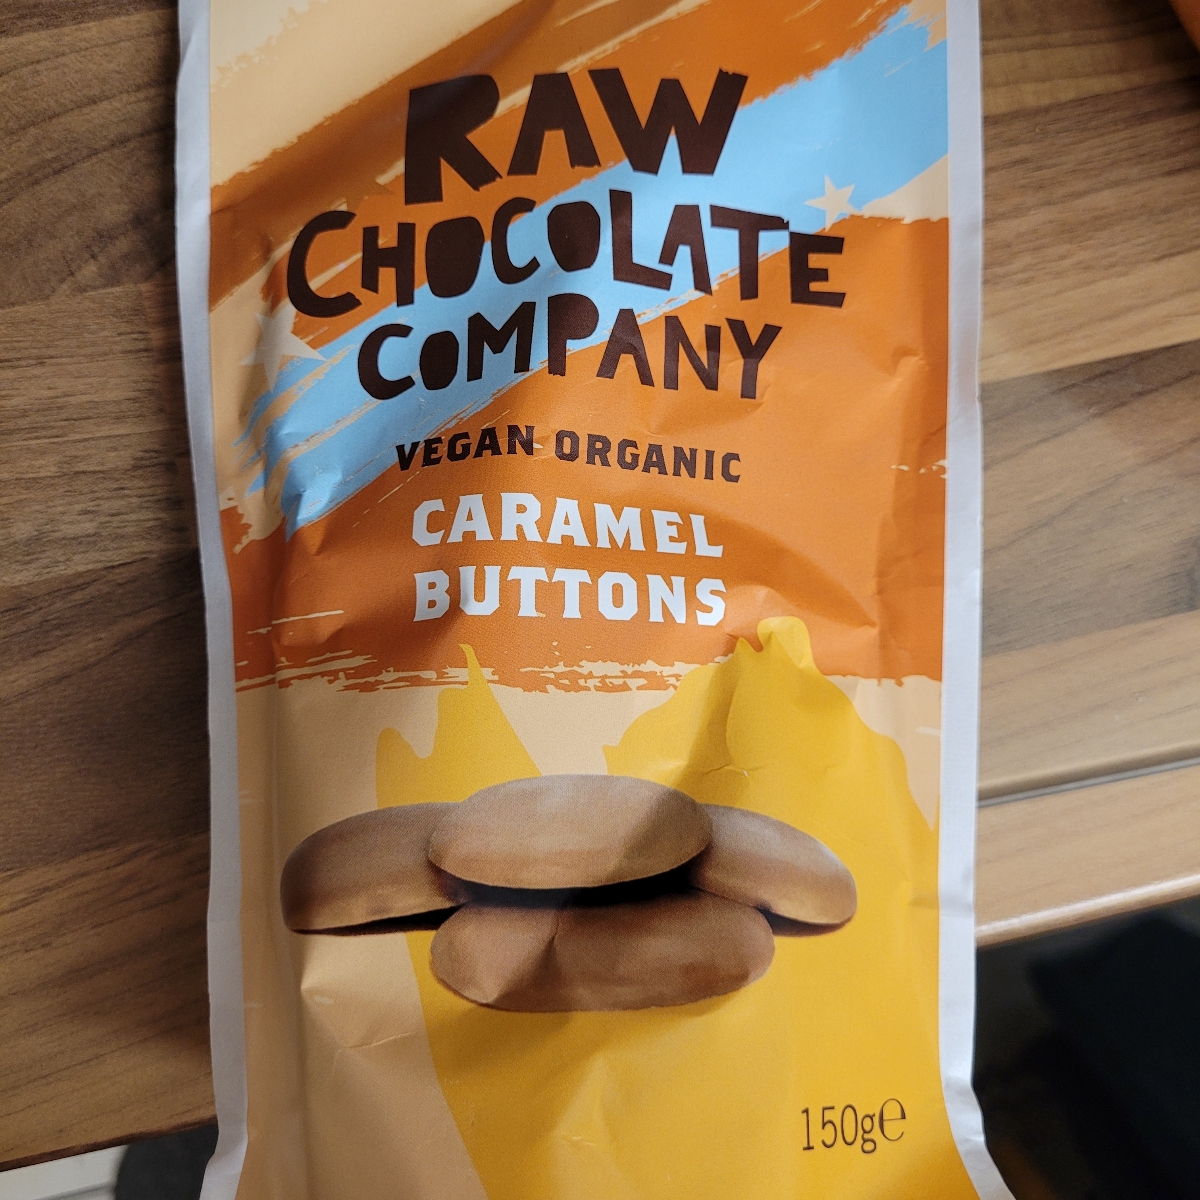 RAW
CHOCOLATE
COMPANY
VEGAN ORGANIC
CARAMEL
BUTTONS
150g℮